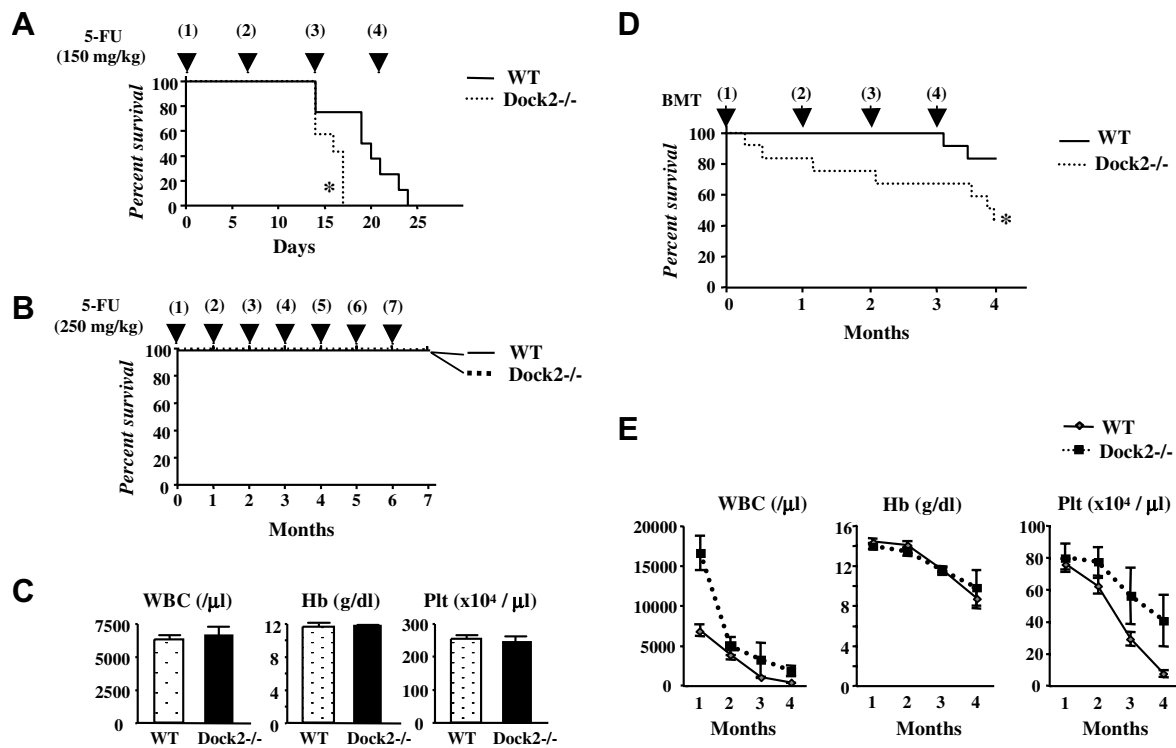 A
5-FU
(150 mg/kg)
(1) (2) (3) (4)
Percent survival
100
80
60
40
20
0
*
0 5 10 15 20 25
Days
WT
Dock2-/-
B
5-FU
(250 mg/kg)
(1) (2) (3) (4) (5) (6) (7)
Percent survival
100
80
60
40
20
0
0 1 2 3 4 5 6 7
Months
WT
Dock2-/-
C
WBC (/μl)
7500
5000
2500
0
WT Dock2-/-
Hb (g/dl)
12
8
4
0
WT Dock2-/-
Plt (x10⁴ / μl)
300
200
100
0
WT Dock2-/-
D
BMT
(1) (2) (3) (4)
Percent survival
100
80
60
40
20
0
*
0 1 2 3 4
Months
WT
Dock2-/-
E
WT
Dock2-/-
WBC (/μl)
20000
15000
10000
5000
0
1 2 3 4
Months
Hb (g/dl)
16
14
12
8
4
0
1 2 3 4
Months
Plt (x10⁴ / μl)
100
80
60
40
20
0
1 2 3 4
Months